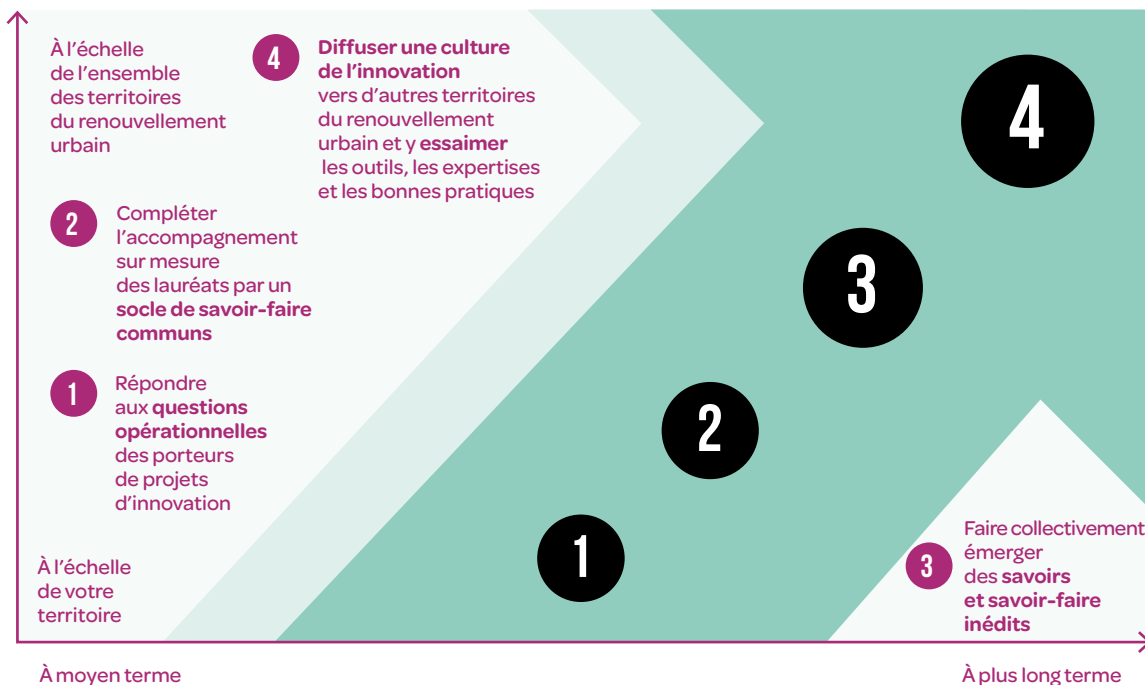 À l'échelle
de l'ensemble
des territoires
du renouvellement
urbain
4
Diffuser une culture
de l'innovation
vers d'autres territoires
du renouvellement
urbain et y essaimer
les outils, les expertises
et les bonnes pratiques
4
2
Compléter
l'accompagnement
sur mesure
des lauréats par un
socle de savoir-faire
communs
3
1
Répondre
aux questions
opérationnelles
des porteurs
de projets
d'innovation
2
1
À l'échelle
de votre
territoire
3
Faire collectivement
émerger
des savoirs
et savoir-faire
inédits
À moyen terme
À plus long terme